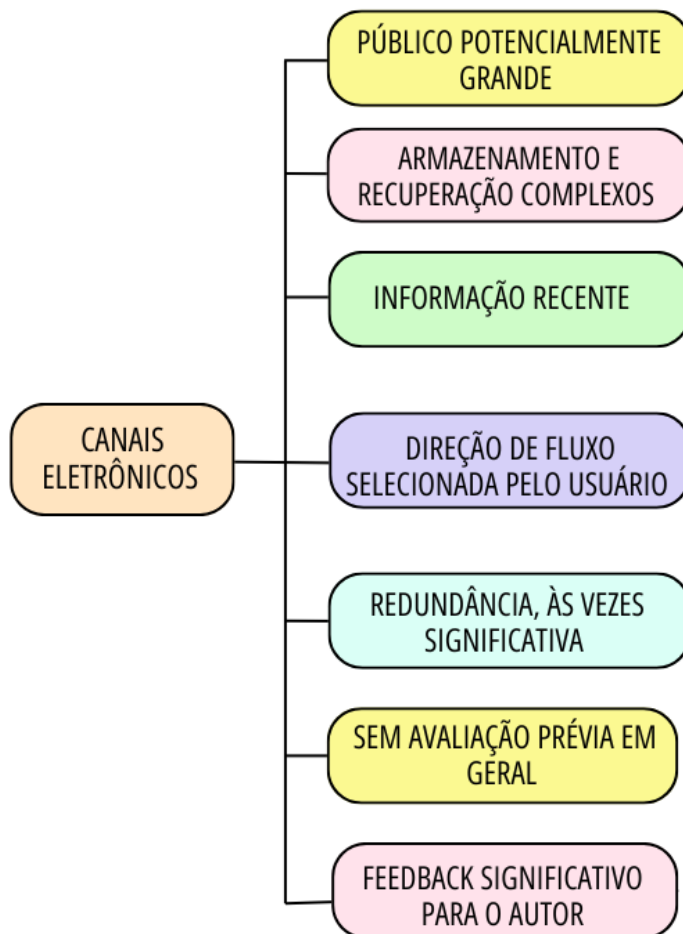 PÚBLICO POTENCIALMENTE
GRANDE
ARMAZENAMENTO E
RECUPERAÇÃO COMPLEXOS
INFORMAÇÃO RECENTE
CANAIS
ELETRÔNICOS
DIREÇÃO DE FLUXO
SELECIONADA PELO USUÁRIO
REDUNDÂNCIA, ÀS VEZES
SIGNIFICATIVA
SEM AVALIAÇÃO PRÉVIA EM
GERAL
FEEDBACK SIGNIFICATIVO
PARA O AUTOR